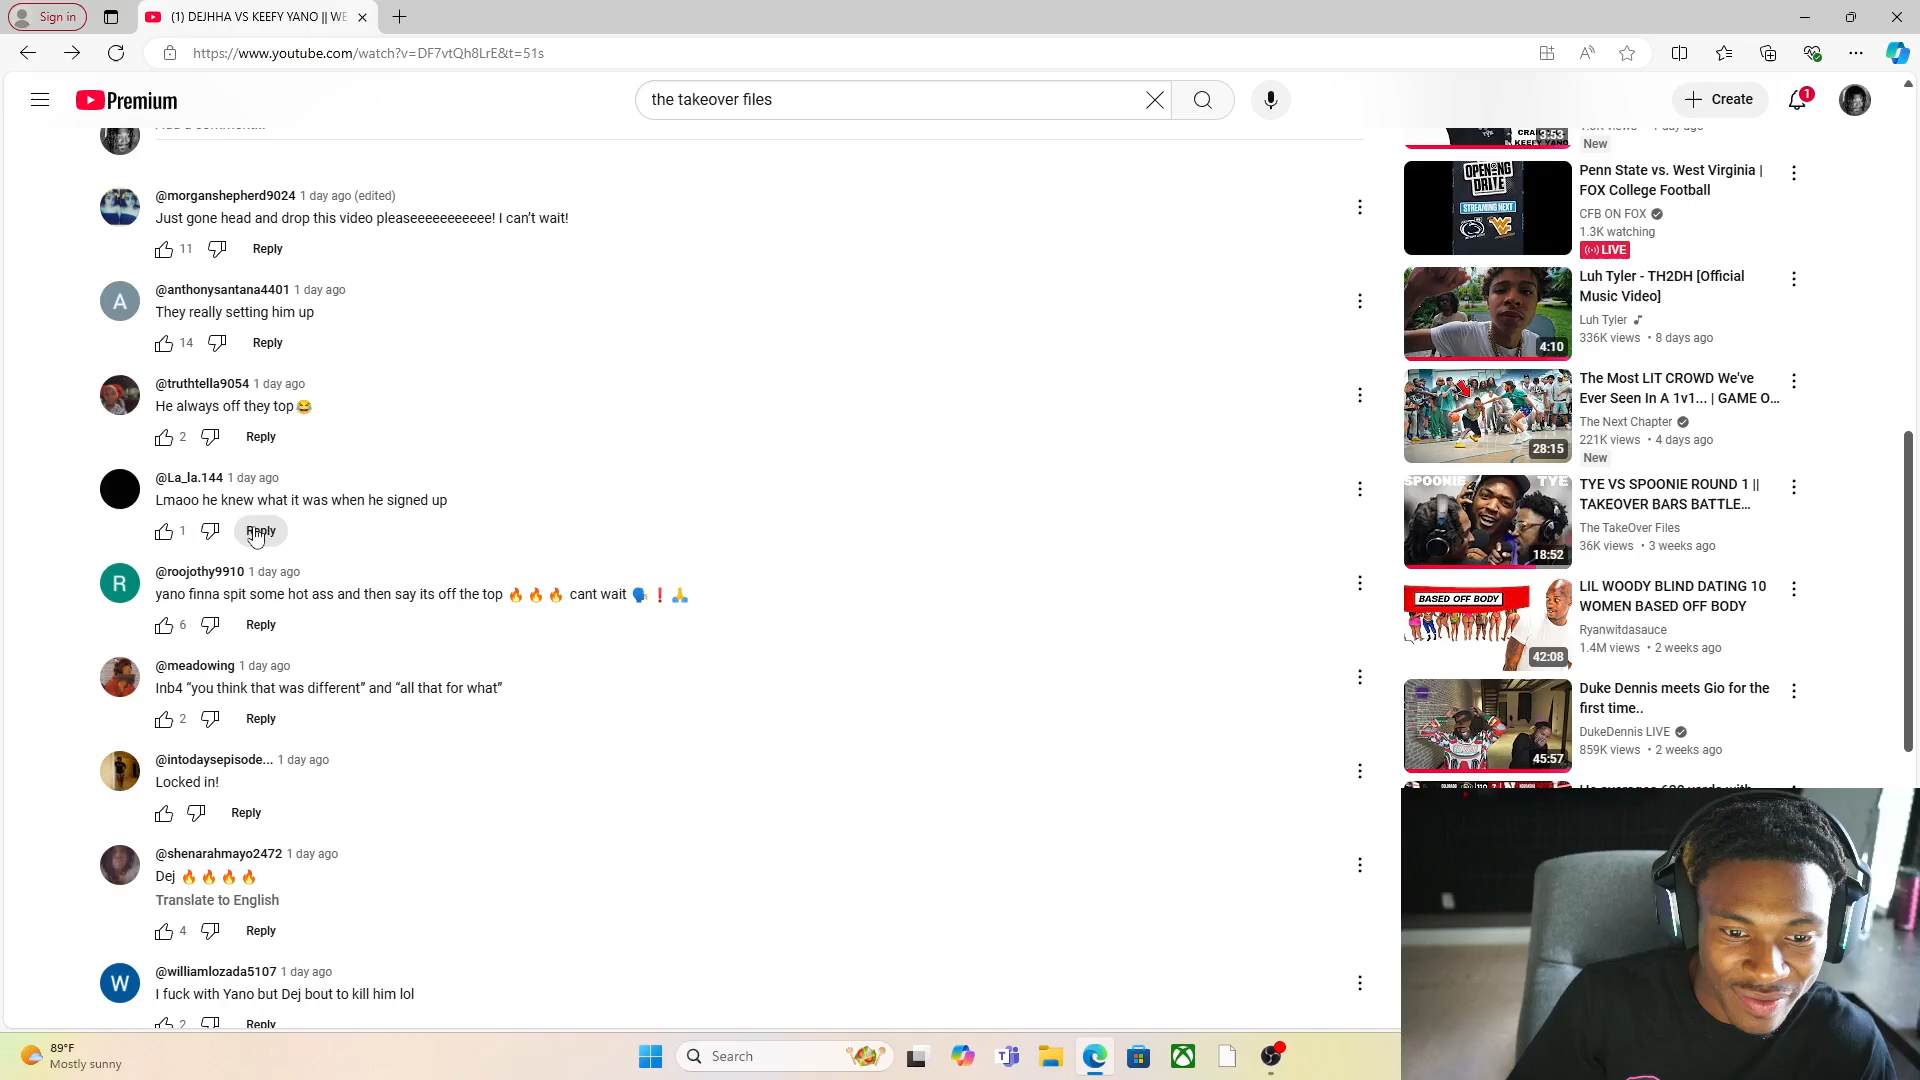 Sign in
(1) DEJHHA VS KEEFY YANO || WE
https://www.youtube.com/watch?v=DF7vtQh8LrE&t=51s
Premium
the takeover files
Create
1
@morganshepherd9024 1 day ago (edited)
Just gone head and drop this video pleaseeeeeeeeeee! I can't wait!
11
Reply
@anthonysantana4401 1 day ago
They really setting him up
14
Reply
@truthtella9054 1 day ago
He always off they top😂
2
Reply
@La_la.144 1 day ago
Lmaoo he knew what it was when he signed up
1
Reply
@roojothy9910 1 day ago
yano finna spit some hot ass and then say its off the top 🔥🔥🔥 cant wait 🗣️❗🙏
6
Reply
@meadowing 1 day ago
Inb4 “you think that was different” and “all that for what”
2
Reply
@intodaysepisode... 1 day ago
Locked in!
Reply
@shenarahmayo2472 1 day ago
Dej 🔥🔥🔥🔥
Translate to English
4
Reply
@williamlozada5107 1 day ago
I fuck with Yano but Dej bout to kill him lol
2
Reply
A
R
W
3:53
KEEFY YANO
New
OPENING DRIVE
STREAMING NEXT
Penn State vs. West Virginia |
FOX College Football
CFB ON FOX
1.3K watching
LIVE
4:10
Luh Tyler - TH2DH [Official
Music Video]
Luh Tyler
336K views • 8 days ago
28:15
The Most LIT CROWD We've
Ever Seen In A 1v1... | GAME O...
The Next Chapter
221K views • 4 days ago
New
SPOONIE
TYE
18:52
TYE VS SPOONIE ROUND 1 ||
TAKEOVER BARS BATTLE...
The TakeOver Files
36K views • 3 weeks ago
BASED OFF BODY
42:08
LIL WOODY BLIND DATING 10
WOMEN BASED OFF BODY
Ryanwitdasauce
1.4M views • 2 weeks ago
45:57
Duke Dennis meets Gio for the
first time..
DukeDennis LIVE
859K views • 2 weeks ago
89°F
Mostly sunny
Search